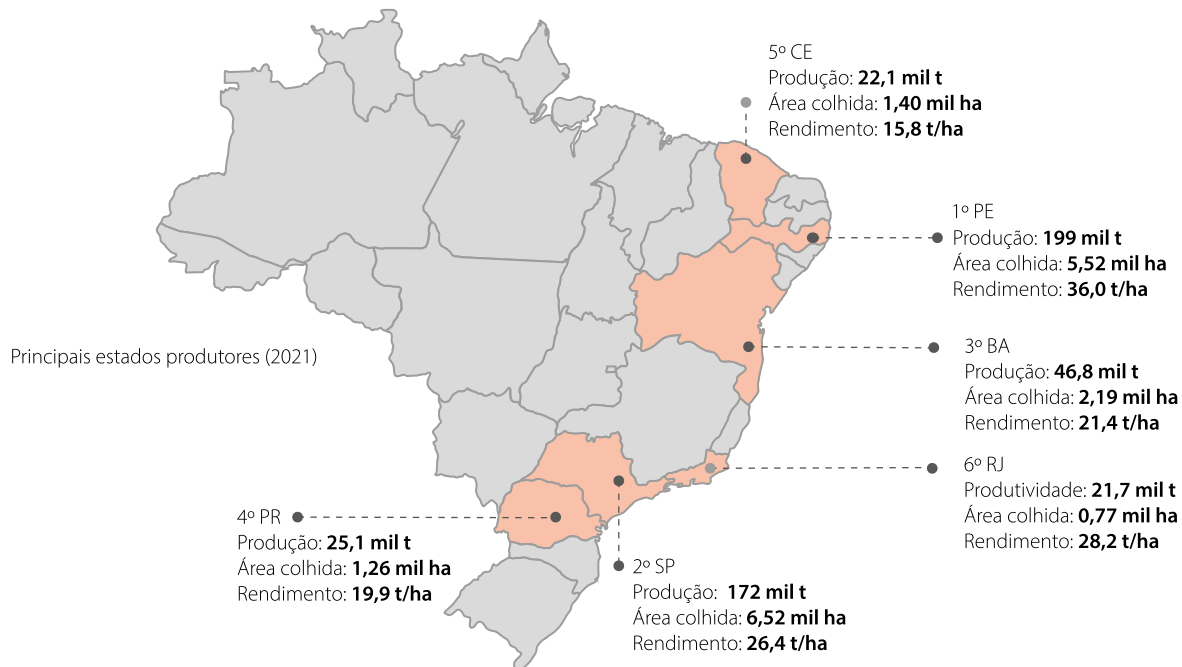 5º CE
Produção: 22,1 mil t
Área colhida: 1,40 mil ha
Rendimento: 15,8 t/ha
1º PE
Produção: 199 mil t
Área colhida: 5,52 mil ha
Rendimento: 36,0 t/ha
Principais estados produtores (2021)
3º BA
Produção: 46,8 mil t
Área colhida: 2,19 mil ha
Rendimento: 21,4 t/ha
6º RJ
Produtividade: 21,7 mil t
Área colhida: 0,77 mil ha
Rendimento: 28,2 t/ha
4º PR
Produção: 25,1 mil t
Área colhida: 1,26 mil ha
Rendimento: 19,9 t/ha
2º SP
Produção: 172 mil t
Área colhida: 6,52 mil ha
Rendimento: 26,4 t/ha